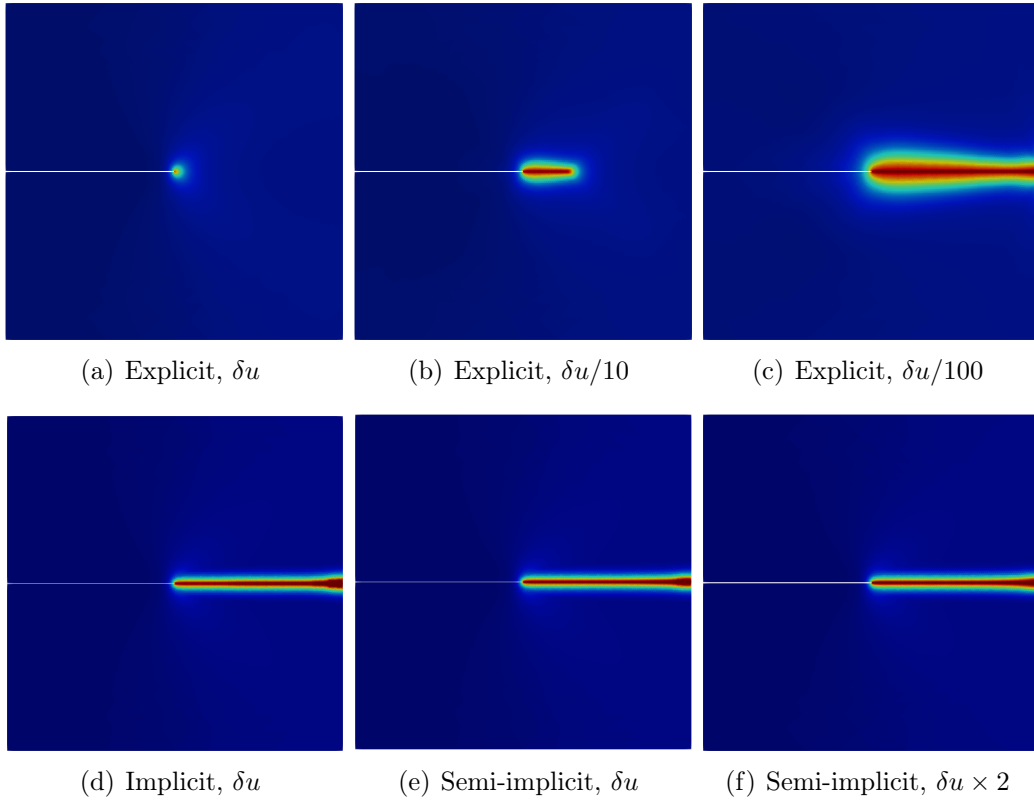 (a) Explicit, δu
(b) Explicit, δu/10
(c) Explicit, δu/100
(d) Implicit, δu
(e) Semi-implicit, δu
(f) Semi-implicit, δu × 2